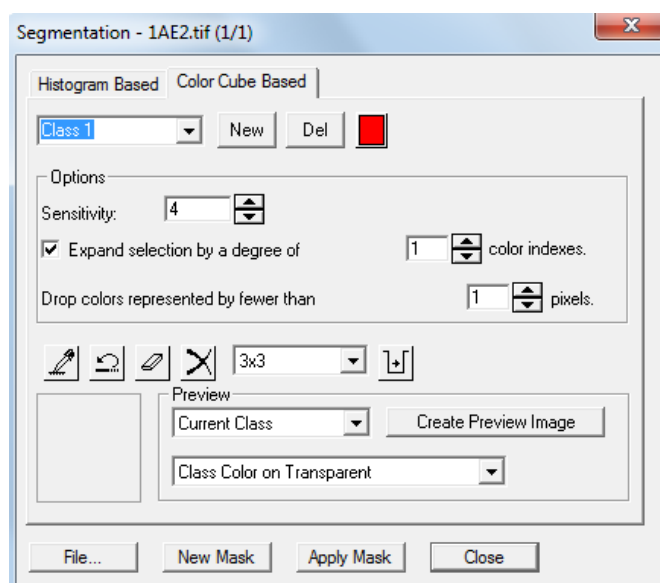 Segmentation - 1AE2.tif (1/1)
x
Histogram Based Color Cube Based
Class 1 New Del
Options
Sensitivity: 4
Expand selection by a degree of 1 color indexes.
Drop colors represented by fewer than 1 pixels.
3x3
Preview
Current Class Create Preview Image
Class Color on Transparent
File... New Mask Apply Mask Close